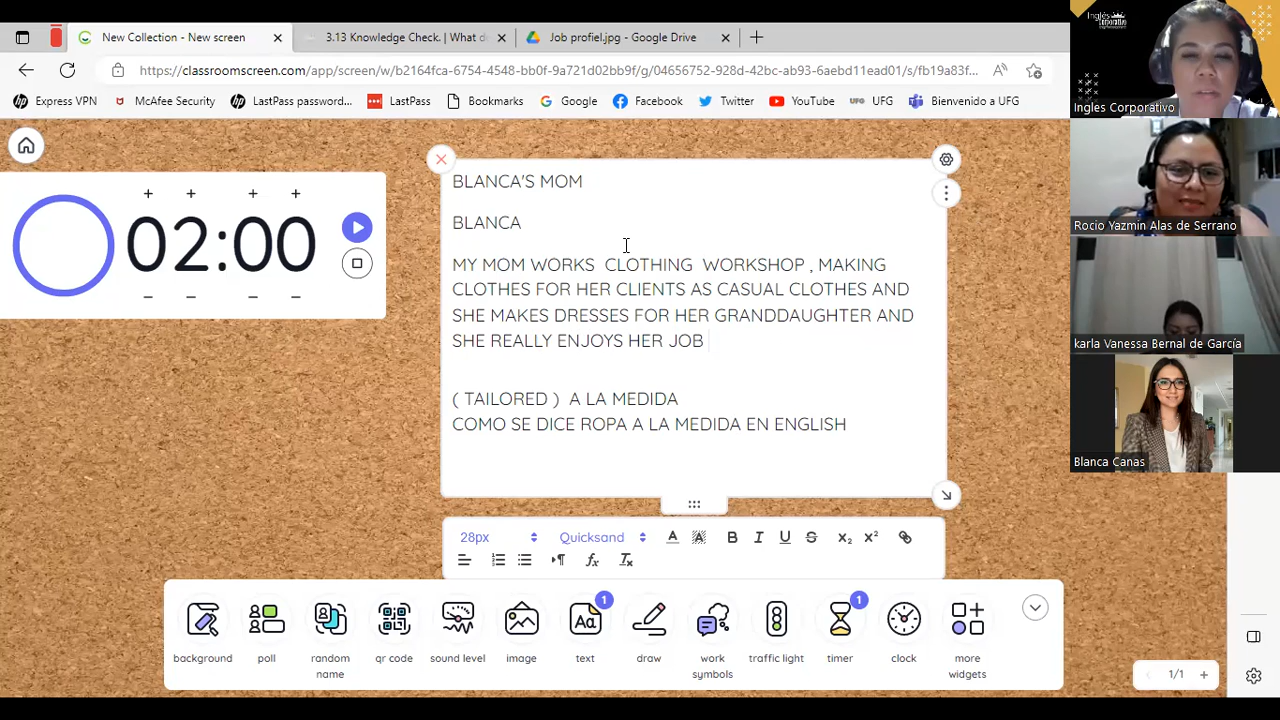 New Collection - New screen
3.13 Knowledge Check. | What d
Job profiel.jpg - Google Drive
https://classroomscreen.com/app/screen/w/b2164fca-6754-4548-bb0f-9a721d02bb9f/g/04656752-928d-42bc-ab93-6aebd11ead01/s/fb19a83f...
Express VPN
McAfee Security
LastPass password...
LastPass
Bookmarks
Google
Facebook
Twitter
YouTube
UFG
UFG
Bienvenido a UFG
02:00
BLANCA'S MOM
BLANCA
MY MOM WORKS CLOTHING WORKSHOP , MAKING
CLOTHES FOR HER CLIENTS AS CASUAL CLOTHES AND
SHE MAKES DRESSES FOR HER GRANDDAUGHTER AND
SHE REALLY ENJOYS HER JOB
( TAILORED ) A LA MEDIDA
COMO SE DICE ROPA A LA MEDIDA EN ENGLISH
28px
Quicksand
background
poll
random
name
qr code
sound level
image
1
text
draw
work
symbols
traffic light
1
timer
clock
more
widgets
1/1
Inglés
Corporativo
Ingles Corporativo
Rocio Yazmin Alas de Serrano
karla Vanessa Bernal de García
Blanca Canas